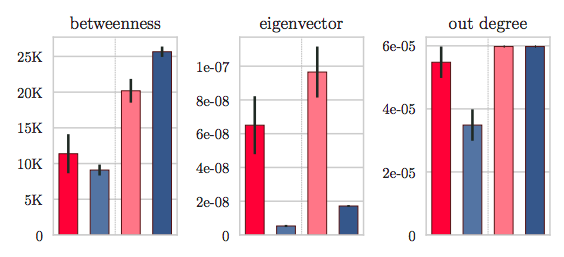 betweenness
25K
20K
15K
10K
5K
0
eigenvector
1e-07
8e-08
6e-08
4e-08
2e-08
0
out degree
6e-05
4e-05
2e-05
0